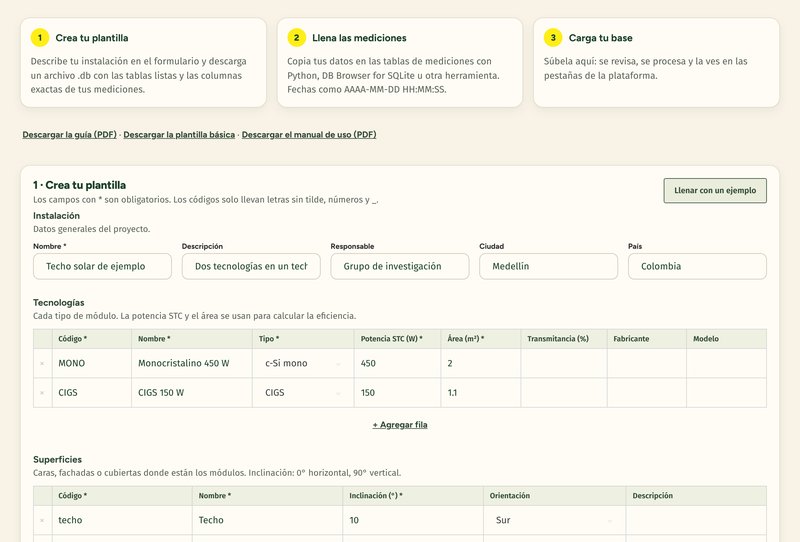 1 Crea tu plantilla
Describe tu instalación en el formulario y descarga
un archivo .db con las tablas listas y las columnas
exactas de tus mediciones.
2 Llena las mediciones
Copia tus datos en las tablas de mediciones con
Python, DB Browser for SQLite u otra herramienta.
Fechas como AAAA-MM-DD HH:MM:SS.
3 Carga tu base
Súbela aquí: se revisa, se procesa y la ves en las
pestañas de la plataforma.
Descargar la guía (PDF) · Descargar la plantilla básica · Descargar el manual de uso (PDF)
1 · Crea tu plantilla
Los campos con * son obligatorios. Los códigos solo llevan letras sin tilde, números y _.
Llenar con un ejemplo
Instalación
Datos generales del proyecto.
Nombre * Descripción Responsable Ciudad País
Techo solar de ejemplo Dos tecnologías en un tech Grupo de investigación Medellín Colombia
Tecnologías
Cada tipo de módulo. La potencia STC y el área se usan para calcular la eficiencia.
Código * Nombre * Tipo * Potencia STC (W) * Área (m²) * Transmitancia (%) Fabricante Modelo
× MONO Monocristalino 450 W c-Si mono 450 2
× CIGS CIGS 150 W CIGS 150 1.1
+ Agregar fila
Superficies
Caras, fachadas o cubiertas donde están los módulos. Inclinación: 0° horizontal, 90° vertical.
Código * Nombre * Inclinación (°) * Orientación Descripción
× techo Techo 10 Sur